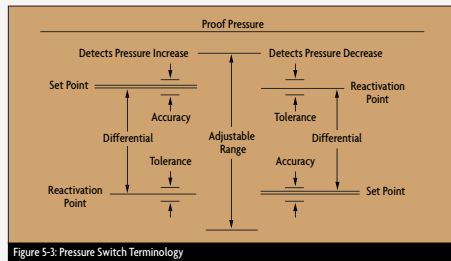 Proof Pressure
Detects Pressure Increase
Detects Pressure Decrease
Set Point
Reactivation
Point
Accuracy
Tolerance
Differential
Adjustable
Range
Differential
Tolerance
Accuracy
Reactivation
Point
Set Point
Figure 5-3: Pressure Switch Terminology